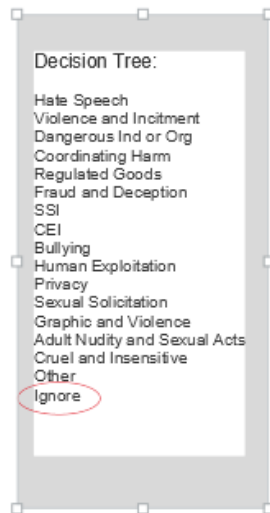 Decision Tree:
Hate Speech
Violence and Incitment
Dangerous Ind or Org
Coordinating Harm
Regulated Goods
Fraud and Deception
SSI
CEI
Bullying
Human Exploitation
Privacy
Sexual Solicitation
Graphic and Violence
Adult Nudity and Sexual Acts
Cruel and Insensitive
Other
Ignore